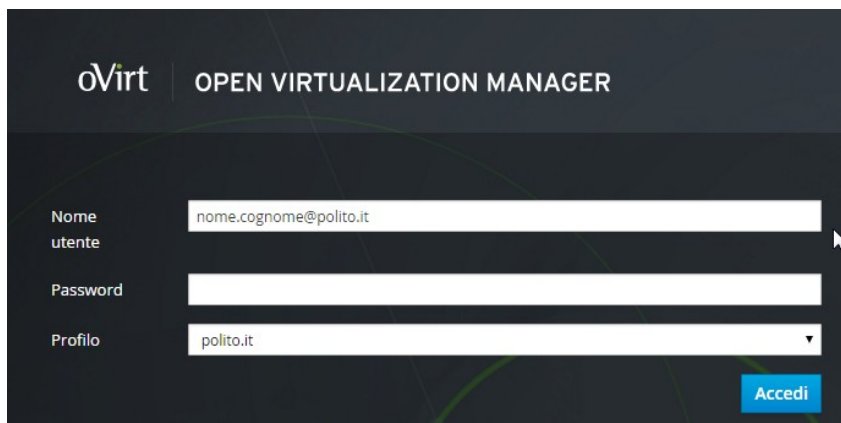 oVirt OPEN VIRTUALIZATION MANAGER
Nome utente nome.cognome@polito.it
Password
Profilo polito.it
Accedi